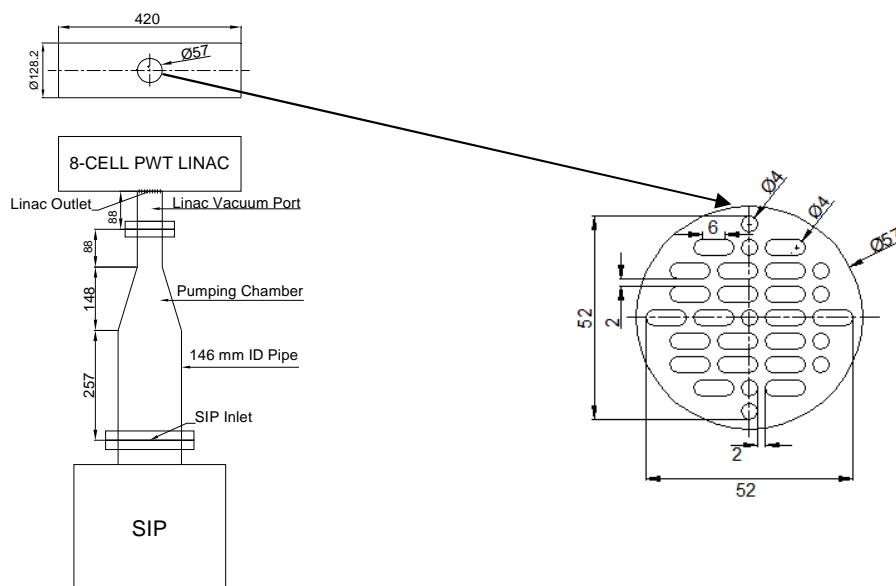 420
Ø57
Ø128.2
8-CELL PWT LINAC
Linac Outlet
Linac Vacuum Port
88
88
Pumping Chamber
148
146 mm ID Pipe
257
SIP Inlet
SIP
Ø4
6
Ø4
Ø57
52
2
2
52